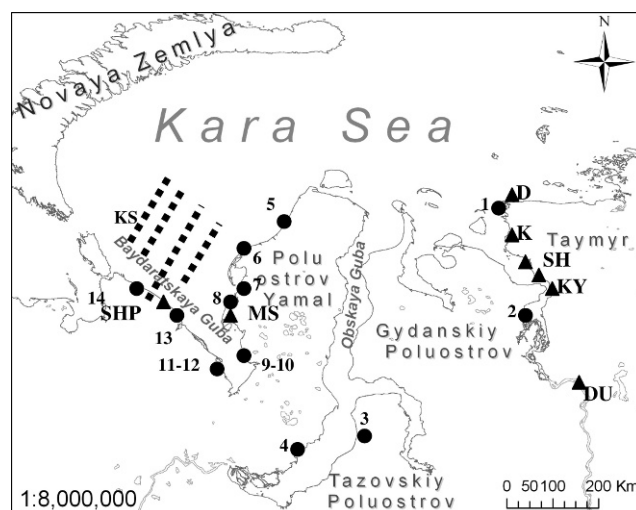 Novaya Zemlya
N
Kara Sea
KS
5
D
1
6
K
Taymyr
Baydaratskaya Guba
Polu
ostrov
Yamal
7
SH
14
SHP
8
MS
KY
Obskaya Guba
Gydanskiy
Poluostrov
2
13
11-12
9-10
DU
3
4
Tazovskiy
Poluostrov
1:8,000,000
0 50 100 200 Km